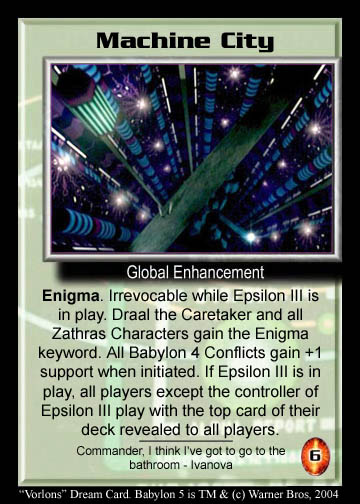 Machine City
Global Enhancement
Enigma. Irrevocable while Epsilon III is
in play. Draal the Caretaker and all
Zathras Characters gain the Enigma
keyword. All Babylon 4 Conflicts gain +1
support when initiated. If Epsilon III is in
play, all players except the controller of
Epsilon III play with the top card of their
deck revealed to all players.
Commander, I think I've got to go to the
bathroom - Ivanova
6
“Vorlons” Dream Card. Babylon 5 is TM & (c) Warner Bros, 2004